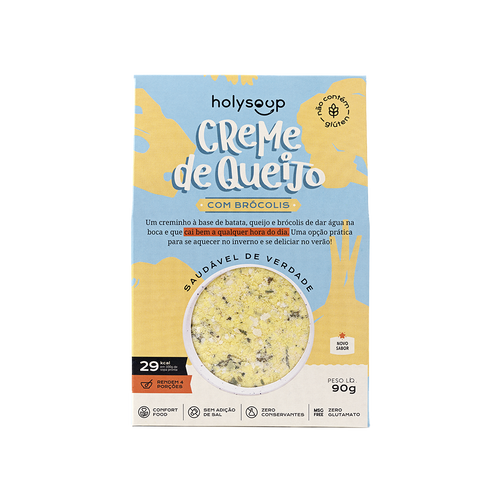 holysoup
não contém
glúten
CREME
de QUEIJO
COM BRÓCOLIS
Um creminho à base de batata, queijo e brócolis de dar água na
boca e que cai bem a qualquer hora do dia. Uma opção prática
para se aquecer no inverno e se deliciar no verão!
SAUDÁVEL DE VERDADE
29 kcal
NOVO
SABOR
RENDEM 4
PORÇÕES
PESO LÍQ.
90g
COMFORT
FOOD
SEM ADIÇÃO
DE SAL
ZERO
CONSERVANTES
MSG
FREE
ZERO
GLUTAMATO